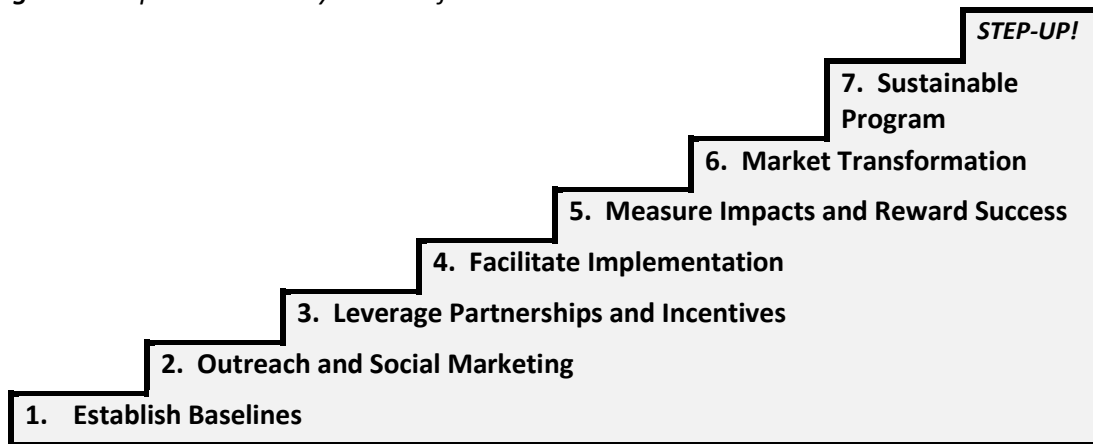 STEP-UP!
7. Sustainable
Program
6. Market Transformation
5. Measure Impacts and Reward Success
4. Facilitate Implementation
3. Leverage Partnerships and Incentives
2. Outreach and Social Marketing
1. Establish Baselines